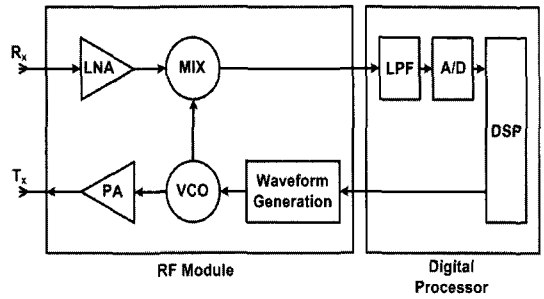 Rx
LNA
MIX
LPF
A/D
DSP
Tx
PA
VCO
Waveform
Generation
RF Module
Digital
Processor